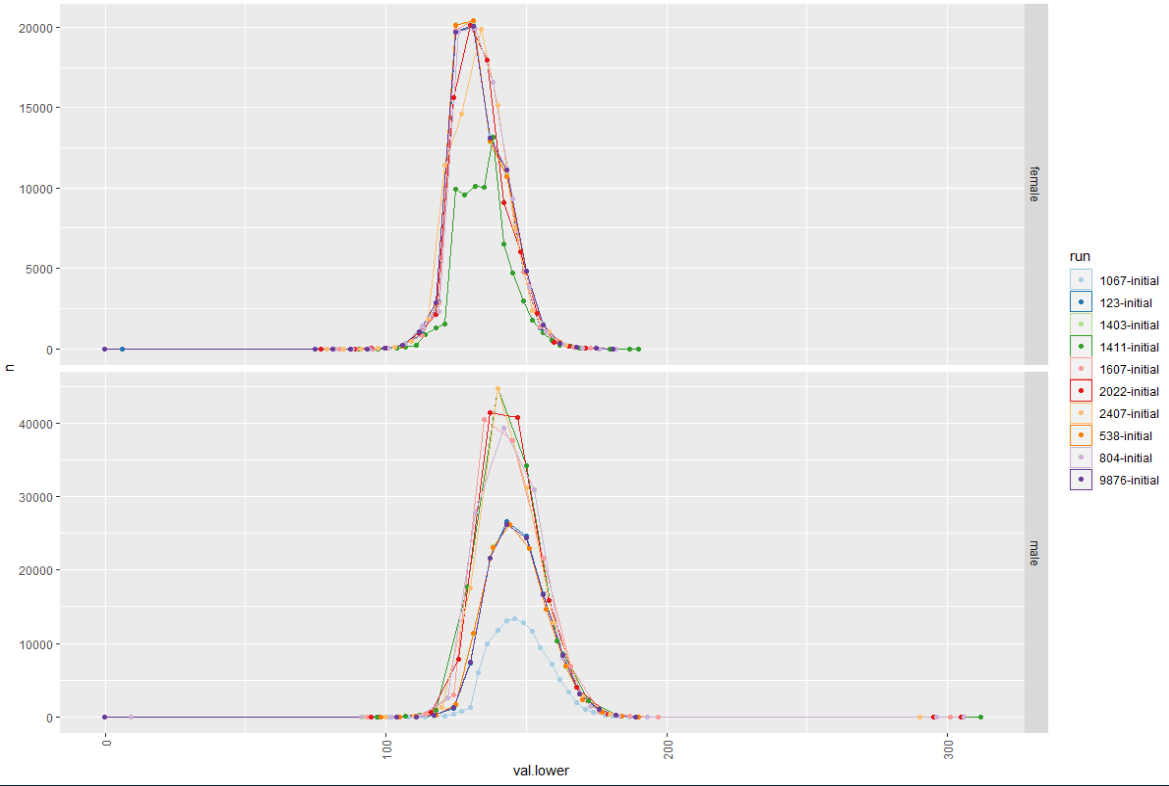 20000
15000
10000
5000
0
female
n
40000
30000
20000
10000
0
male
0
100
200
300
val.lower
run
1067-initial
123-initial
1403-initial
1411-initial
1607-initial
2022-initial
2407-initial
538-initial
804-initial
9876-initial